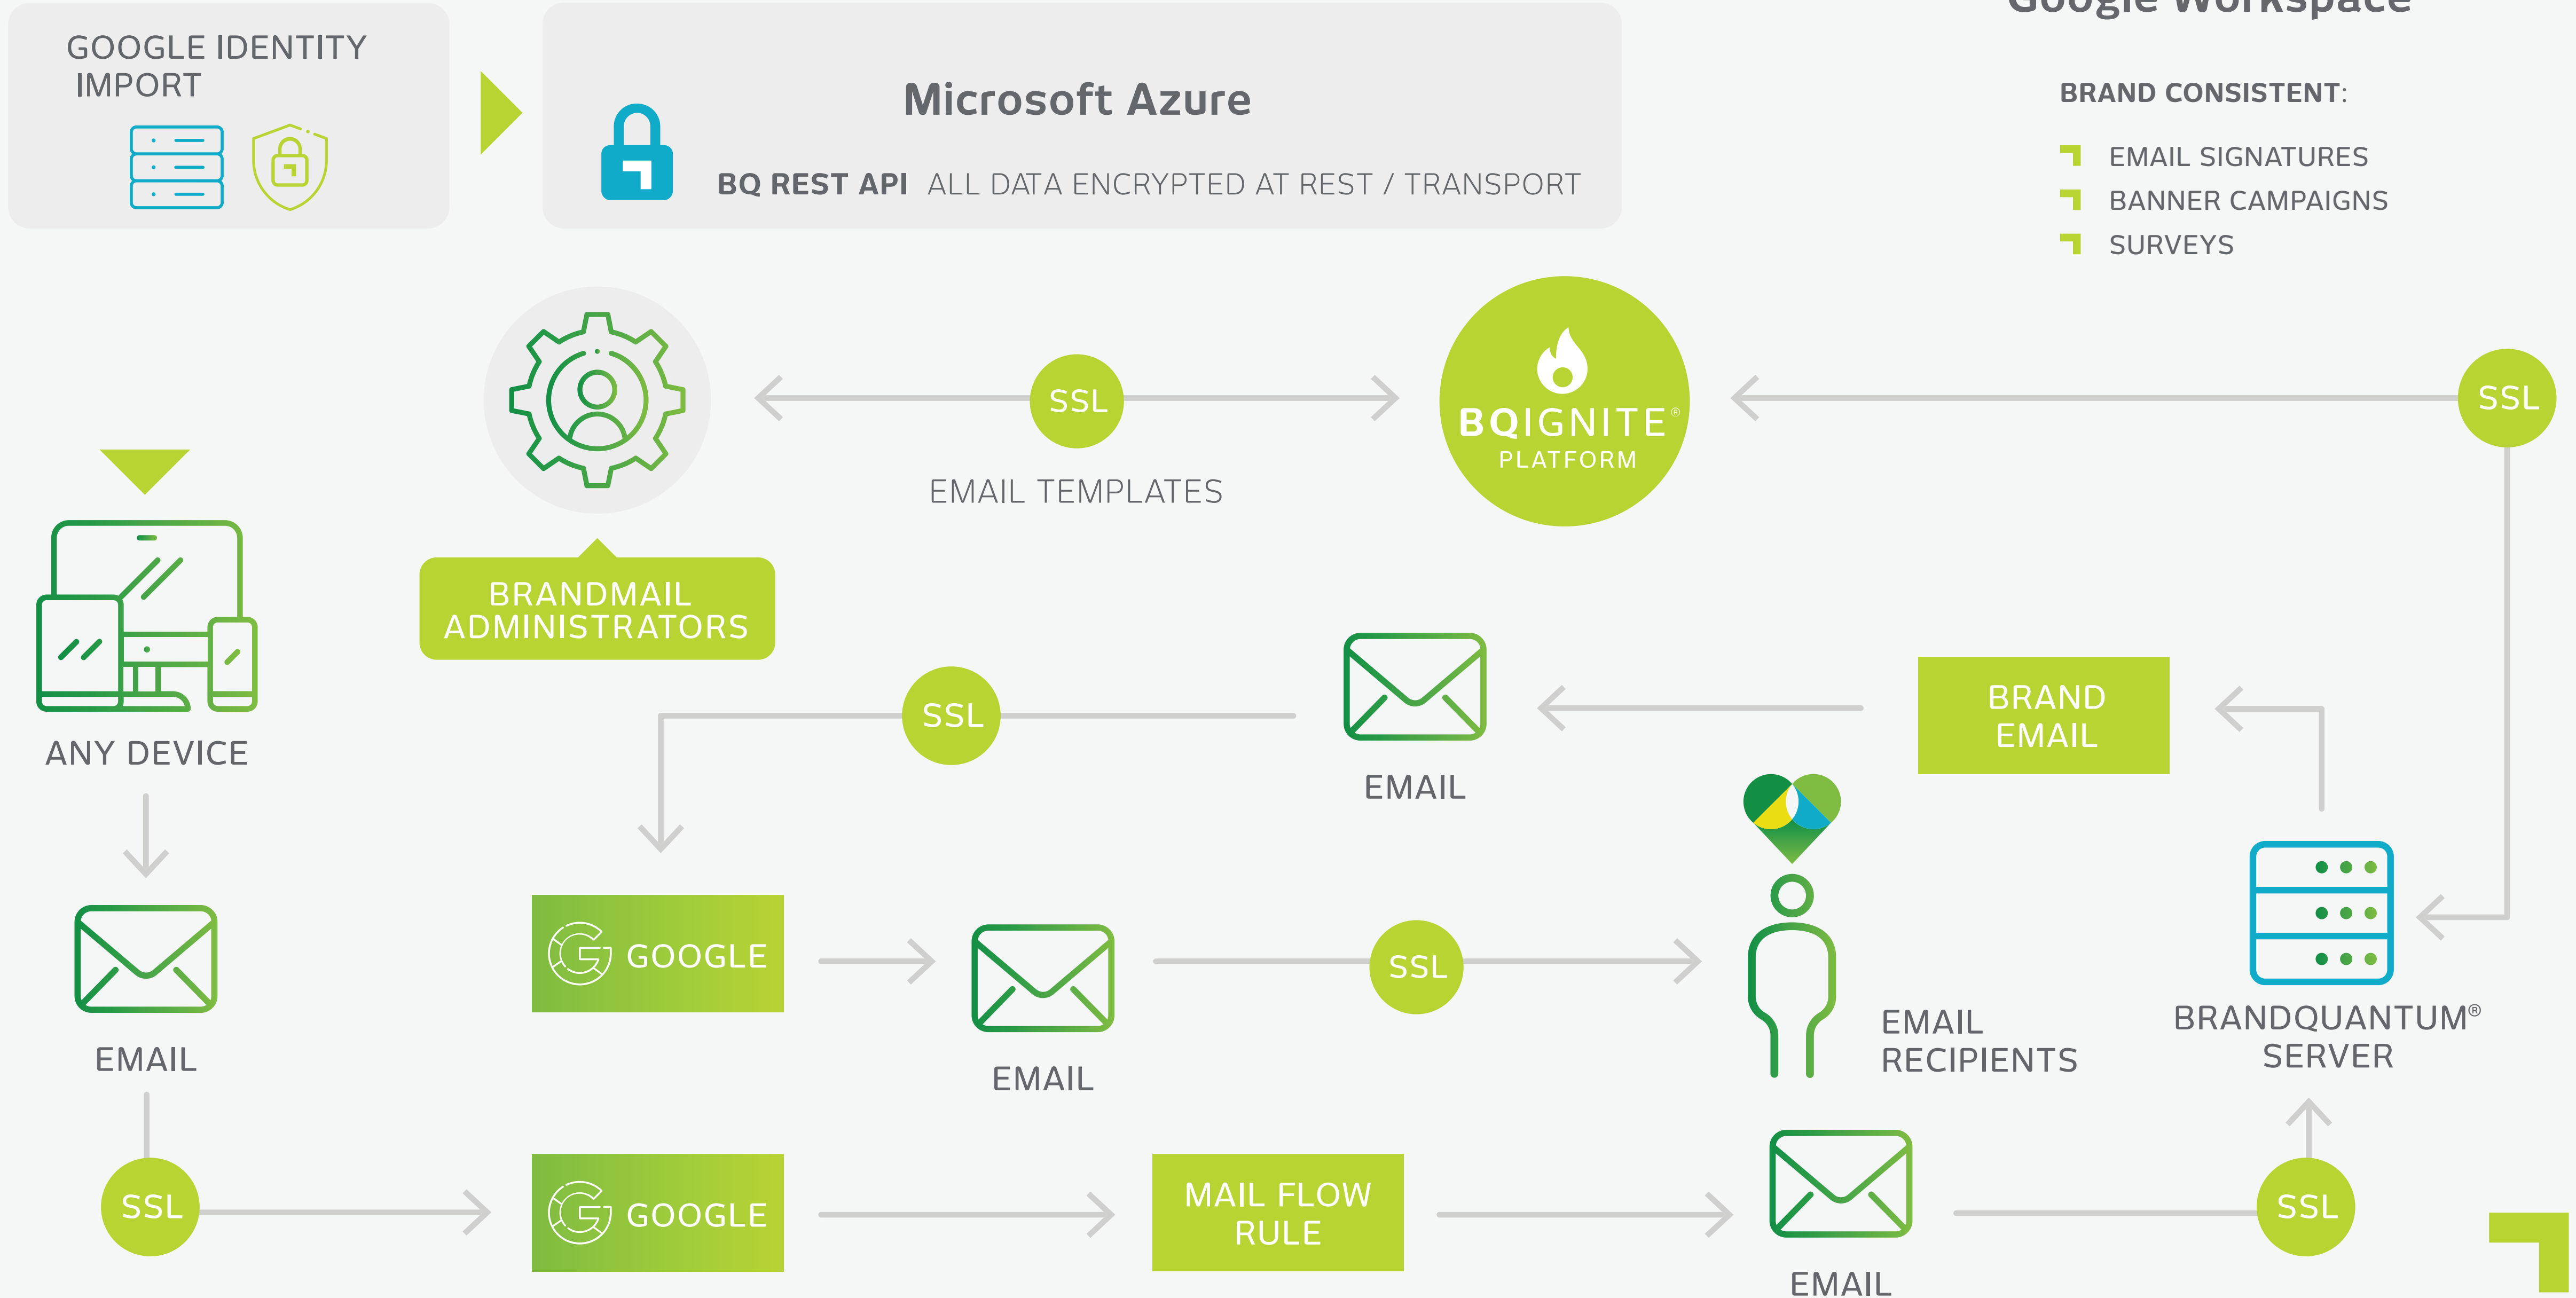 Google Workspace
GOOGLE IDENTITY
IMPORT
Microsoft Azure
BQ REST API ALL DATA ENCRYPTED AT REST / TRANSPORT
BRAND CONSISTENT:
EMAIL SIGNATURES
BANNER CAMPAIGNS
SURVEYS
SSL
EMAIL TEMPLATES
BQIGNITE®
PLATFORM
SSL
BRANDMAIL
ADMINISTRATORS
ANY DEVICE
SSL
EMAIL
BRAND
EMAIL
EMAIL
GOOGLE
EMAIL
SSL
EMAIL
RECIPIENTS
BRANDQUANTUM®
SERVER
SSL
GOOGLE
MAIL FLOW
RULE
EMAIL
SSL